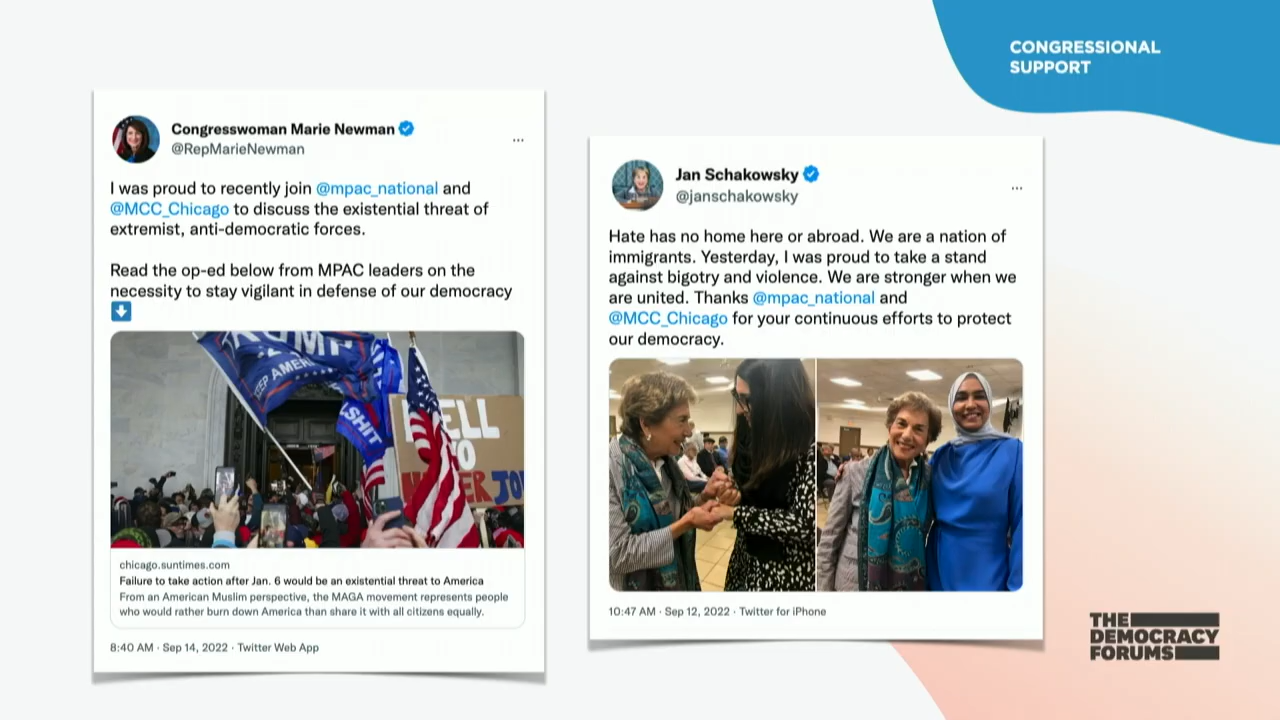 CONGRESSIONAL
SUPPORT
Congresswoman Marie Newman
@RepMarieNewman
I was proud to recently join @mpac_national and
@MCC_Chicago to discuss the existential threat of
extremist, anti-democratic forces.
Read the op-ed below from MPAC leaders on the
necessity to stay vigilant in defense of our democracy
KEEP AMERI
LSHIT
TO
chicago.suntimes.com
Failure to take action after Jan. 6 would be an existential threat to America
From an American Muslim perspective, the MAGA movement represents people
who would rather burn down America than share it with all citizens equally.
8:40 AM · Sep 14, 2022 · Twitter Web App
Jan Schakowsky
@janschakowsky
Hate has no home here or abroad. We are a nation of
immigrants. Yesterday, I was proud to take a stand
against bigotry and violence. We are stronger when we
are united. Thanks @mpac_national and
@MCC_Chicago for your continuous efforts to protect
our democracy.
10:47 AM · Sep 12, 2022 · Twitter for iPhone
THE
DEMOCRACY
FORUMS